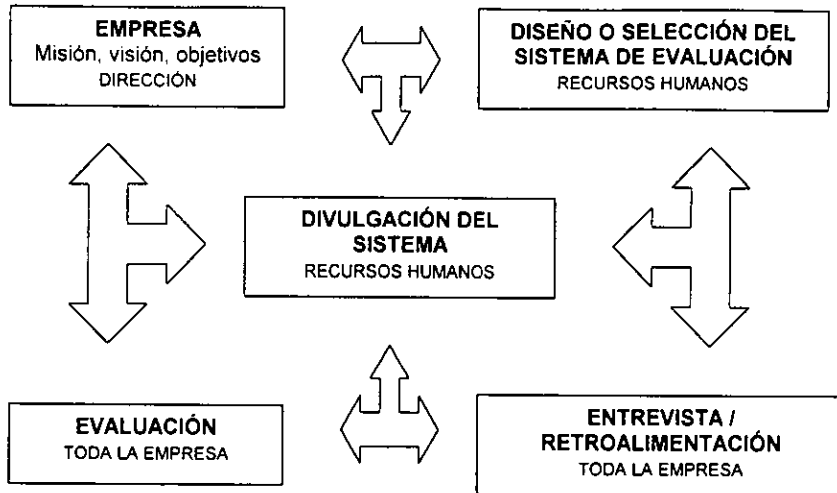 EMPRESA
Misión, visión, objetivos
DIRECCIÓN
DISEÑO O SELECCIÓN DEL
SISTEMA DE EVALUACIÓN
RECURSOS HUMANOS
DIVULGACIÓN DEL
SISTEMA
RECURSOS HUMANOS
EVALUACIÓN
TODA LA EMPRESA
ENTREVISTA /
RETROALIMENTACIÓN
TODA LA EMPRESA